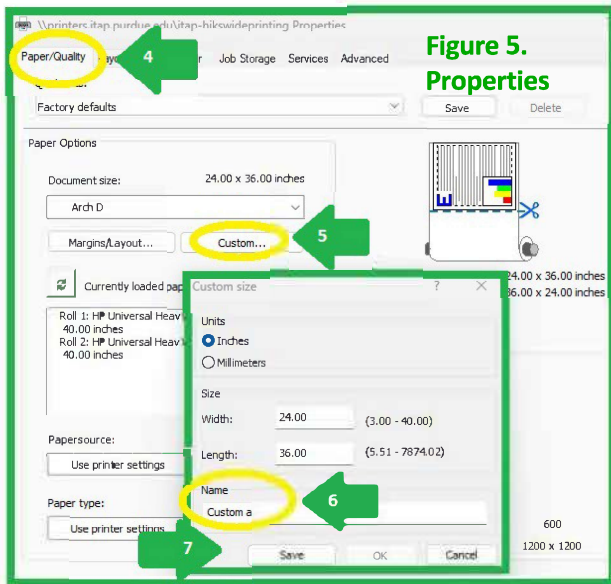 \\printers.itap.purdue.edu\itap-hikswideprinting Properties
Figure 5.
Properties
Paper/Quality
4
Job Storage Services Advanced
Factory defaults
Save Delete
Paper Options
Document size: 24.00 x 36.00 inches
Arch D
Margins/Layout... Custom... 5
E
24.00 x 36.00 inches
36.00 x 24.00 inches
Currently loaded pap
Roll 1: HP Universal Heav
40.00 inches
Roll 2: HP Universal Heav
40.00 inches
Custom size ? ×
Units
Inches
Millimeters
Size
Width: 24.00 (3.00 - 40.00)
Length: 36.00 (5.51 - 7874.02)
Name
Custom a
6
Papersource:
Use printer settings
Paper type:
Use printer settings
7
Save OK Cancel
600
1200 x 1200